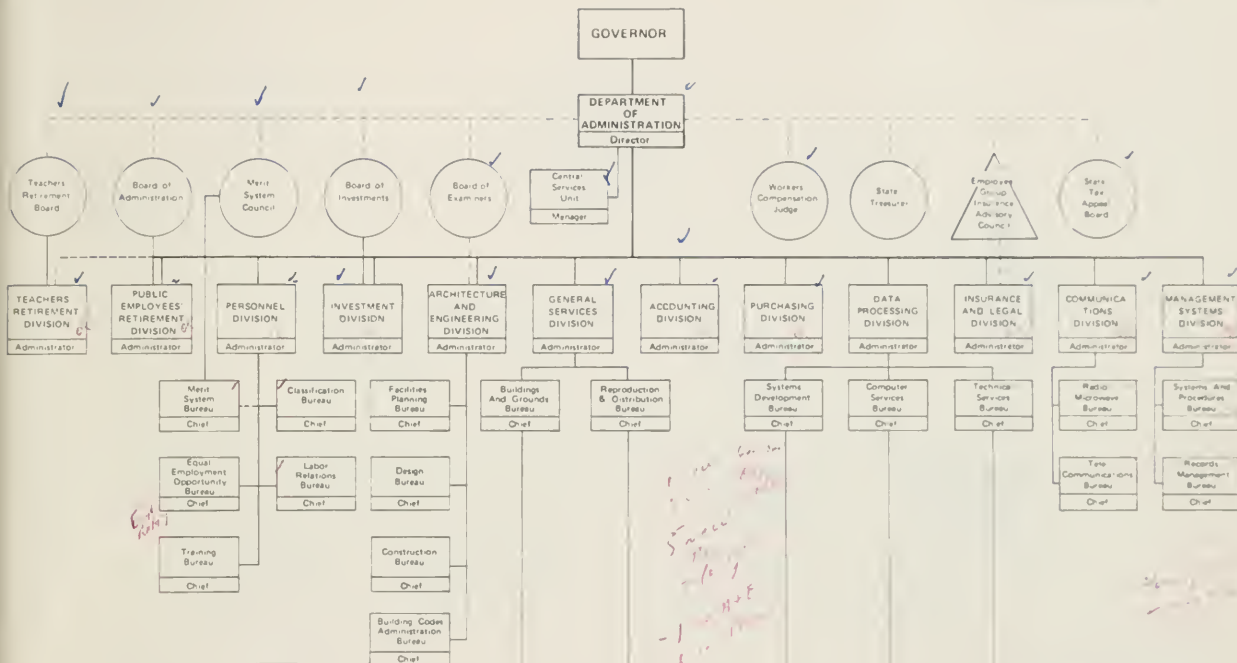 GOVERNOR
DEPARTMENT
OF
ADMINISTRATION
Director
Teachers
Retirement
Board
Board of
Administration
Merit
System
Council
Board of
Investments
Board of
Examiners
Central
Services
Unit
Manager
Workers
Compensation
Judge
State
Treasurer
Employee
Group
Insurance
Advisory
Council
State
Tax
Appeal
Board
TEACHERS
RETIREMENT
DIVISION
Administrator
PUBLIC
EMPLOYEES'
RETIREMENT
DIVISION
Administrator
PERSONNEL
DIVISION
Administrator
INVESTMENT
DIVISION
Administrator
ARCHITECTURE
AND
ENGINEERING
DIVISION
Administrator
GENERAL
SERVICES
DIVISION
Administrator
ACCOUNTING
DIVISION
Administrator
PURCHASING
DIVISION
Administrator
DATA
PROCESSING
DIVISION
Administrator
INSURANCE
AND LEGAL
DIVISION
Administrator
COMMUNICA
TIONS
DIVISION
Administrator
MANAGEMENT
SYSTEMS
DIVISION
Administrator
Merit
System
Bureau
Chief
Classification
Bureau
Chief
Facilities
Planning
Bureau
Chief
Buildings
And Grounds
Bureau
Chief
Reproduction
& Distribution
Bureau
Chief
Systems
Development
Bureau
Chief
Computer
Services
Bureau
Chief
Technical
Services
Bureau
Chief
Radio
Microwave
Bureau
Chief
Systems And
Procedures
Bureau
Chief
Equal
Employment
Opportunity
Bureau
Chief
Labor
Relations
Bureau
Chief
Design
Bureau
Chief
Tele
Communications
Bureau
Chief
Records
Management
Bureau
Chief
Training
Bureau
Chief
Construction
Bureau
Chief
Building Codes
Administration
Bureau
Chief